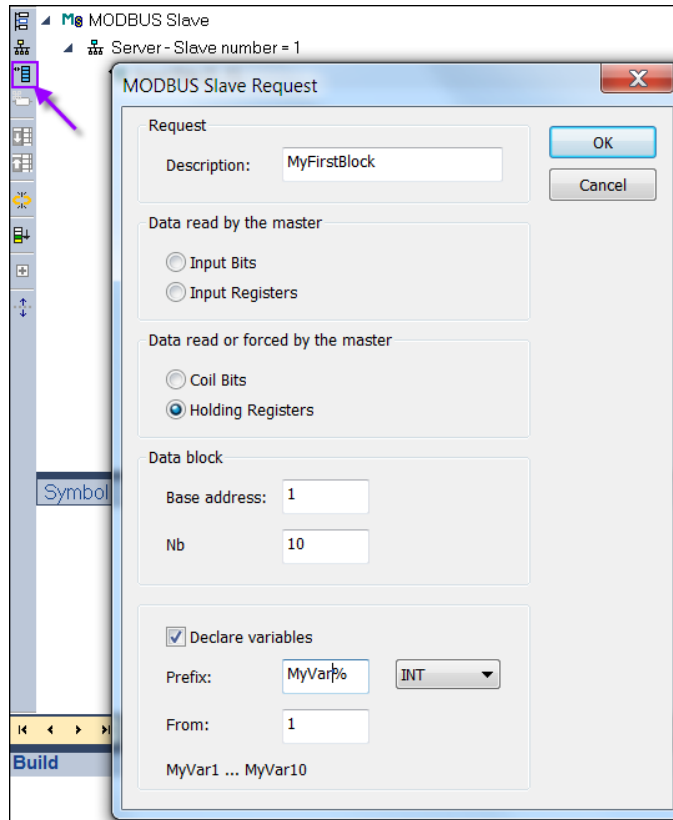 MODBUS Slave
Server - Slave number = 1
MODBUS Slave Request
Request
Description: MyFirstBlock
OK
Cancel
Data read by the master
Input Bits
Input Registers
Data read or forced by the master
Coil Bits
Holding Registers
Data block
Base address: 1
Nb 10
Symbol
Declare variables
Prefix: MyVar% INT
From: 1
MyVar1 ... MyVar10
Build